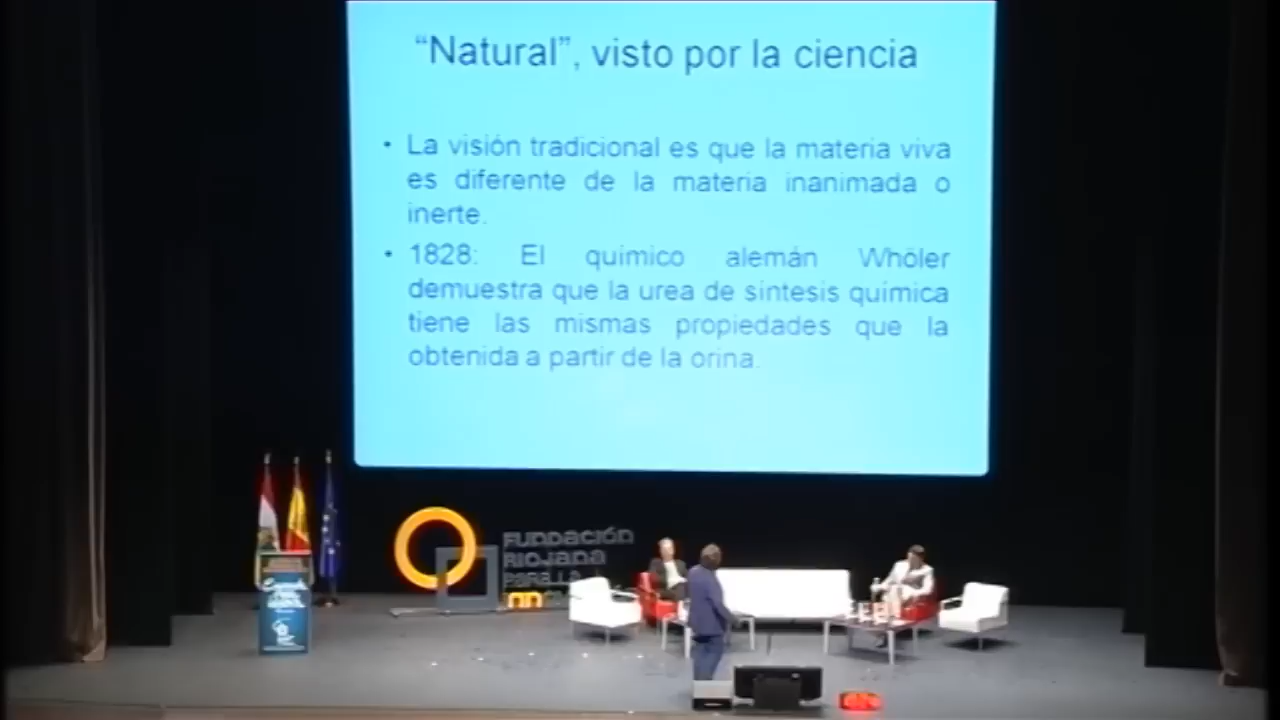 “Natural”, visto por la ciencia
• La visión tradicional es que la materia viva
es diferente de la materia inanimada o
inerte.
• 1828: El químico alemán Whöler
demuestra que la urea de síntesis química
tiene las mismas propiedades que la
obtenida a partir de la orina.
FUNDACIÓN
RIOJANA
PARA LA